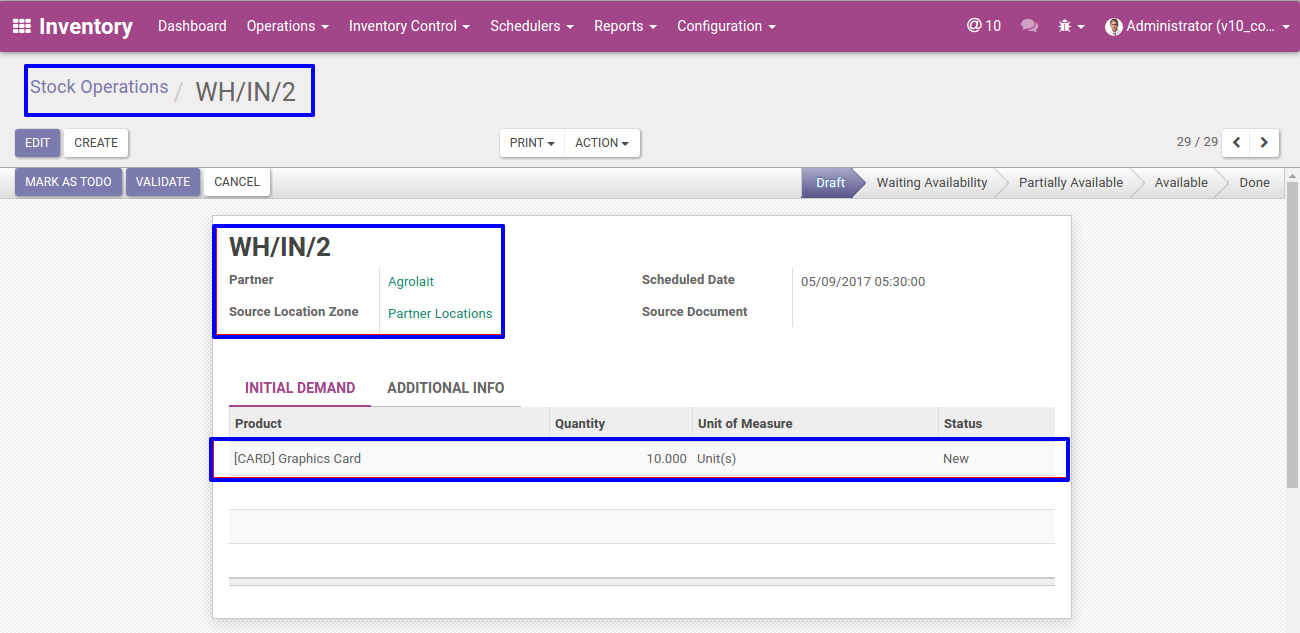 Inventory Dashboard Operations Inventory Control Schedulers Reports Configuration @ 10 Administrator (v10_co...
Stock Operations / WH/IN/2
EDIT CREATE PRINT ACTION 29 / 29
MARK AS TODO VALIDATE CANCEL Draft Waiting Availability Partially Available Available Done
WH/IN/2
Partner Agrolait Scheduled Date 05/09/2017 05:30:00
Source Location Zone Partner Locations Source Document
INITIAL DEMAND ADDITIONAL INFO
Product Quantity Unit of Measure Status
[CARD] Graphics Card 10.000 Unit(s) New